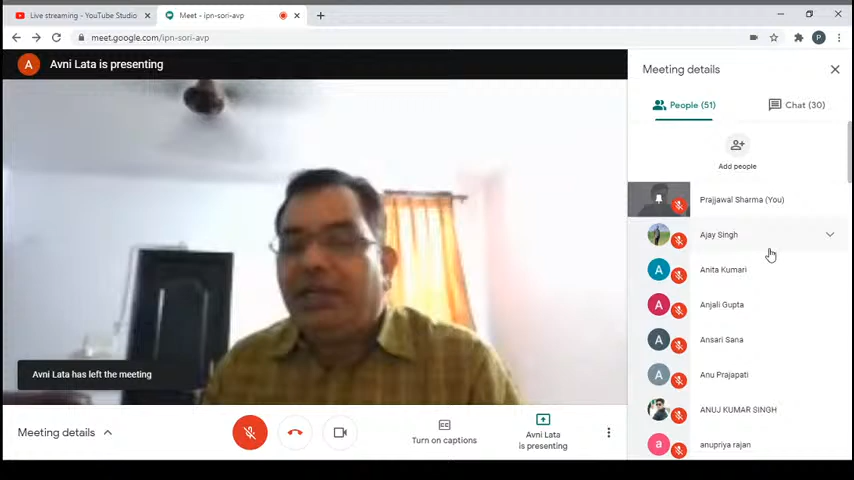 Live streaming - YouTube Studio
Meet - ipn-sori-avp
meet.google.com/ipn-sori-avp
P
A
Avni Lata is presenting
Meeting details
People (51)
Chat (30)
Add people
Prajjawal Sharma (You)
Ajay Singh
A
Anita Kumari
A
Anjali Gupta
A
Ansari Sana
A
Anu Prajapati
ANUJ KUMAR SINGH
a
anupriya rajan
Avni Lata has left the meeting
Meeting details
CC
Turn on captions
Avni Lata
is presenting